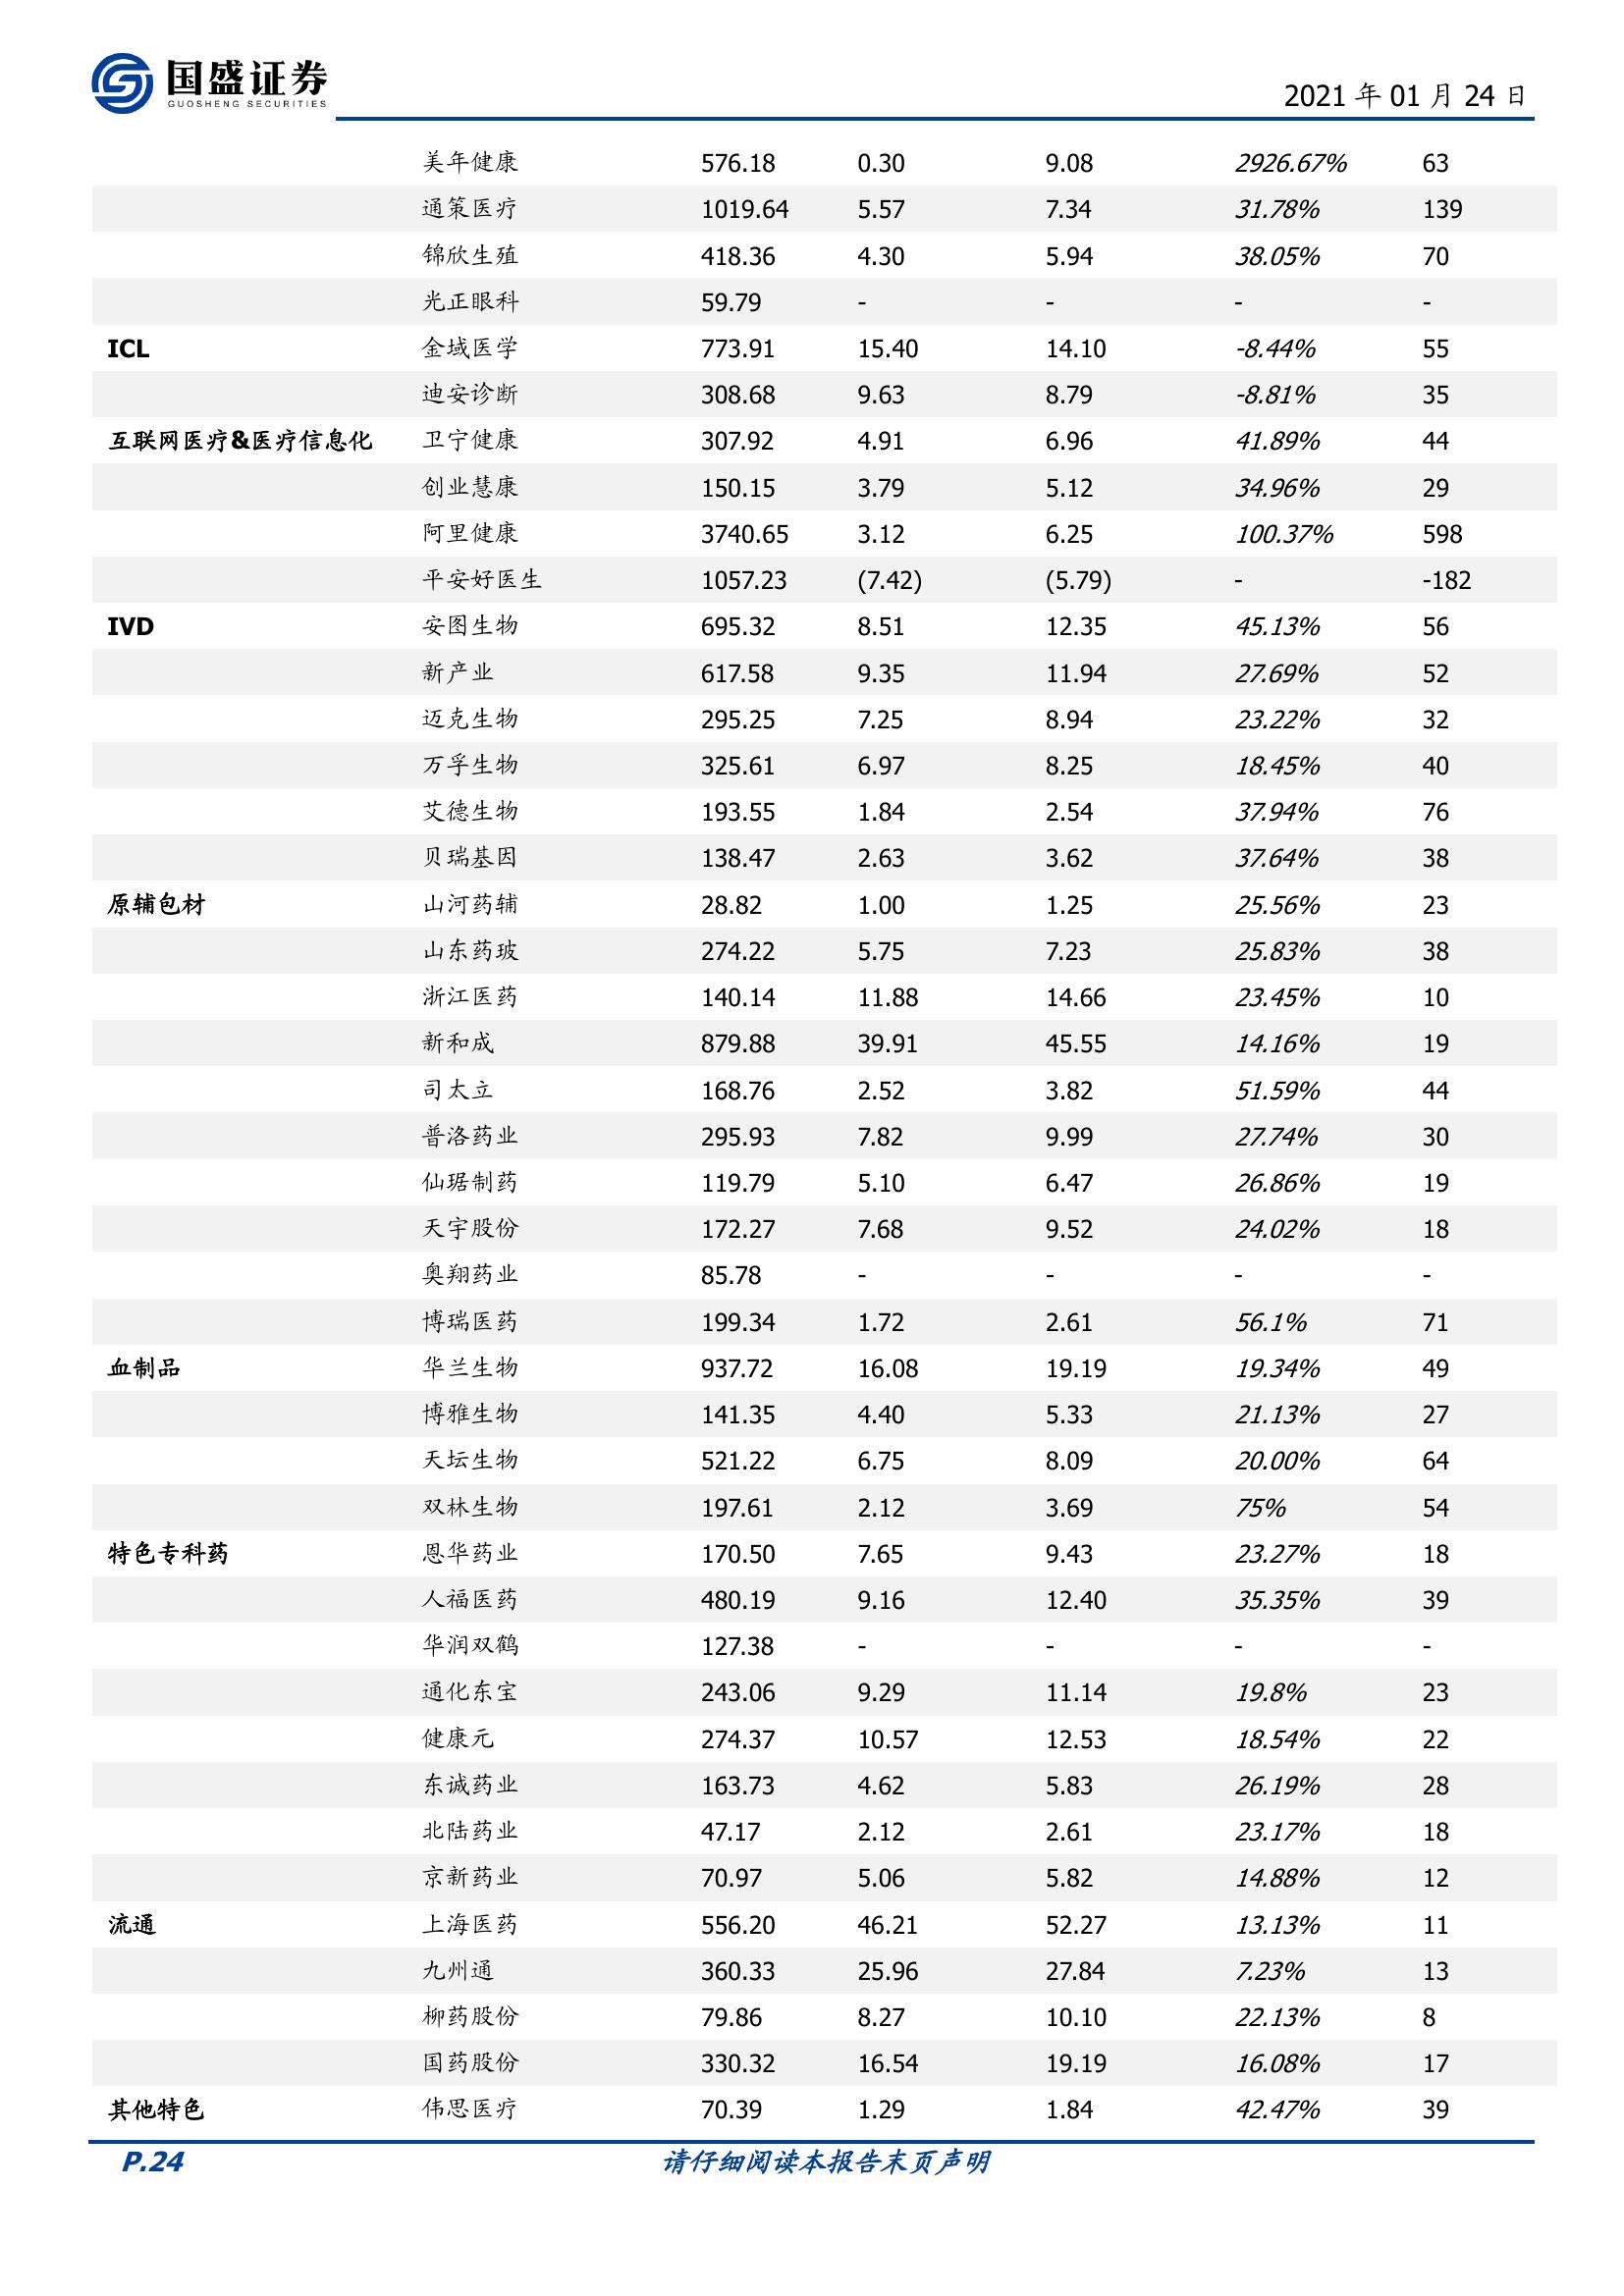 国盛证券
GUOSHENG SECURITIES
2021 年 01 月 24 日
美年健康 576.18 0.30 9.08 2926.67% 63
通策医疗 1019.64 5.57 7.34 31.78% 139
锦欣生殖 418.36 4.30 5.94 38.05% 70
光正眼科 59.79 - - - -
ICL 金域医学 773.91 15.40 14.10 -8.44% 55
迪安诊断 308.68 9.63 8.79 -8.81% 35
互联网医疗&医疗信息化 卫宁健康 307.92 4.91 6.96 41.89% 44
创业慧康 150.15 3.79 5.12 34.96% 29
阿里健康 3740.65 3.12 6.25 100.37% 598
平安好医生 1057.23 (7.42) (5.79) - -182
IVD 安图生物 695.32 8.51 12.35 45.13% 56
新产业 617.58 9.35 11.94 27.69% 52
迈克生物 295.25 7.25 8.94 23.22% 32
万孚生物 325.61 6.97 8.25 18.45% 40
艾德生物 193.55 1.84 2.54 37.94% 76
贝瑞基因 138.47 2.63 3.62 37.64% 38
原辅包材 山河药辅 28.82 1.00 1.25 25.56% 23
山东药玻 274.22 5.75 7.23 25.83% 38
浙江医药 140.14 11.88 14.66 23.45% 10
新和成 879.88 39.91 45.55 14.16% 19
司太立 168.76 2.52 3.82 51.59% 44
普洛药业 295.93 7.82 9.99 27.74% 30
仙琚制药 119.79 5.10 6.47 26.86% 19
天宇股份 172.27 7.68 9.52 24.02% 18
奥翔药业 85.78 - - - -
博瑞医药 199.34 1.72 2.61 56.1% 71
血制品 华兰生物 937.72 16.08 19.19 19.34% 49
博雅生物 141.35 4.40 5.33 21.13% 27
天坛生物 521.22 6.75 8.09 20.00% 64
双林生物 197.61 2.12 3.69 75% 54
特色专科药 恩华药业 170.50 7.65 9.43 23.27% 18
人福医药 480.19 9.16 12.40 35.35% 39
华润双鹤 127.38 - - - -
通化东宝 243.06 9.29 11.14 19.8% 23
健康元 274.37 10.57 12.53 18.54% 22
东诚药业 163.73 4.62 5.83 26.19% 28
北陆药业 47.17 2.12 2.61 23.17% 18
京新药业 70.97 5.06 5.82 14.88% 12
流通 上海医药 556.20 46.21 52.27 13.13% 11
九州通 360.33 25.96 27.84 7.23% 13
柳药股份 79.86 8.27 10.10 22.13% 8
国药股份 330.32 16.54 19.19 16.08% 17
其他特色 伟思医疗 70.39 1.29 1.84 42.47% 39
P.24 请仔细阅读本报告末页声明